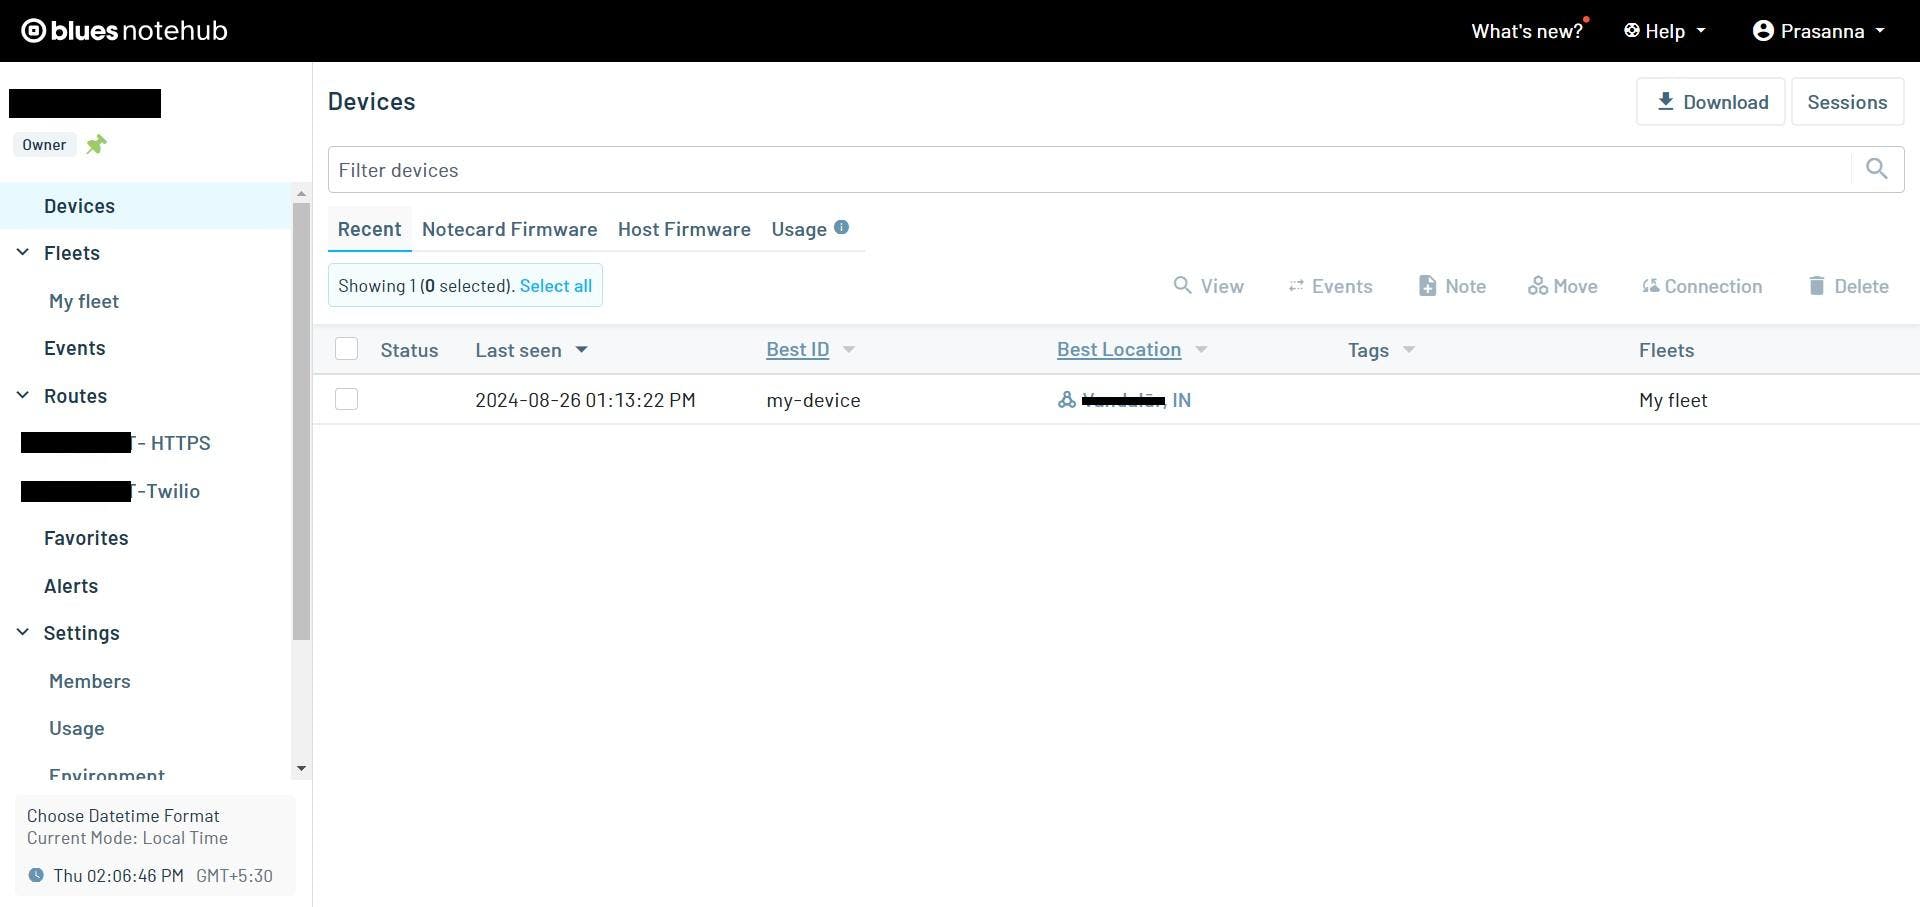 blues notehub
What's new?
Help
Prasanna
Owner
Devices
Fleets
My fleet
Events
Routes
- HTTPS
-Twilio
Favorites
Alerts
Settings
Members
Usage
Environment
Choose Datetime Format
Current Mode: Local Time
Thu 02:06:46 PM GMT+5:30
Devices
Download
Sessions
Filter devices
Recent Notecard Firmware Host Firmware Usage
Showing 1 (0 selected). Select all
View Events Note Move Connection Delete
Status Last seen Best ID Best Location Tags Fleets
2024-08-26 01:13:22 PM my-device , IN My fleet